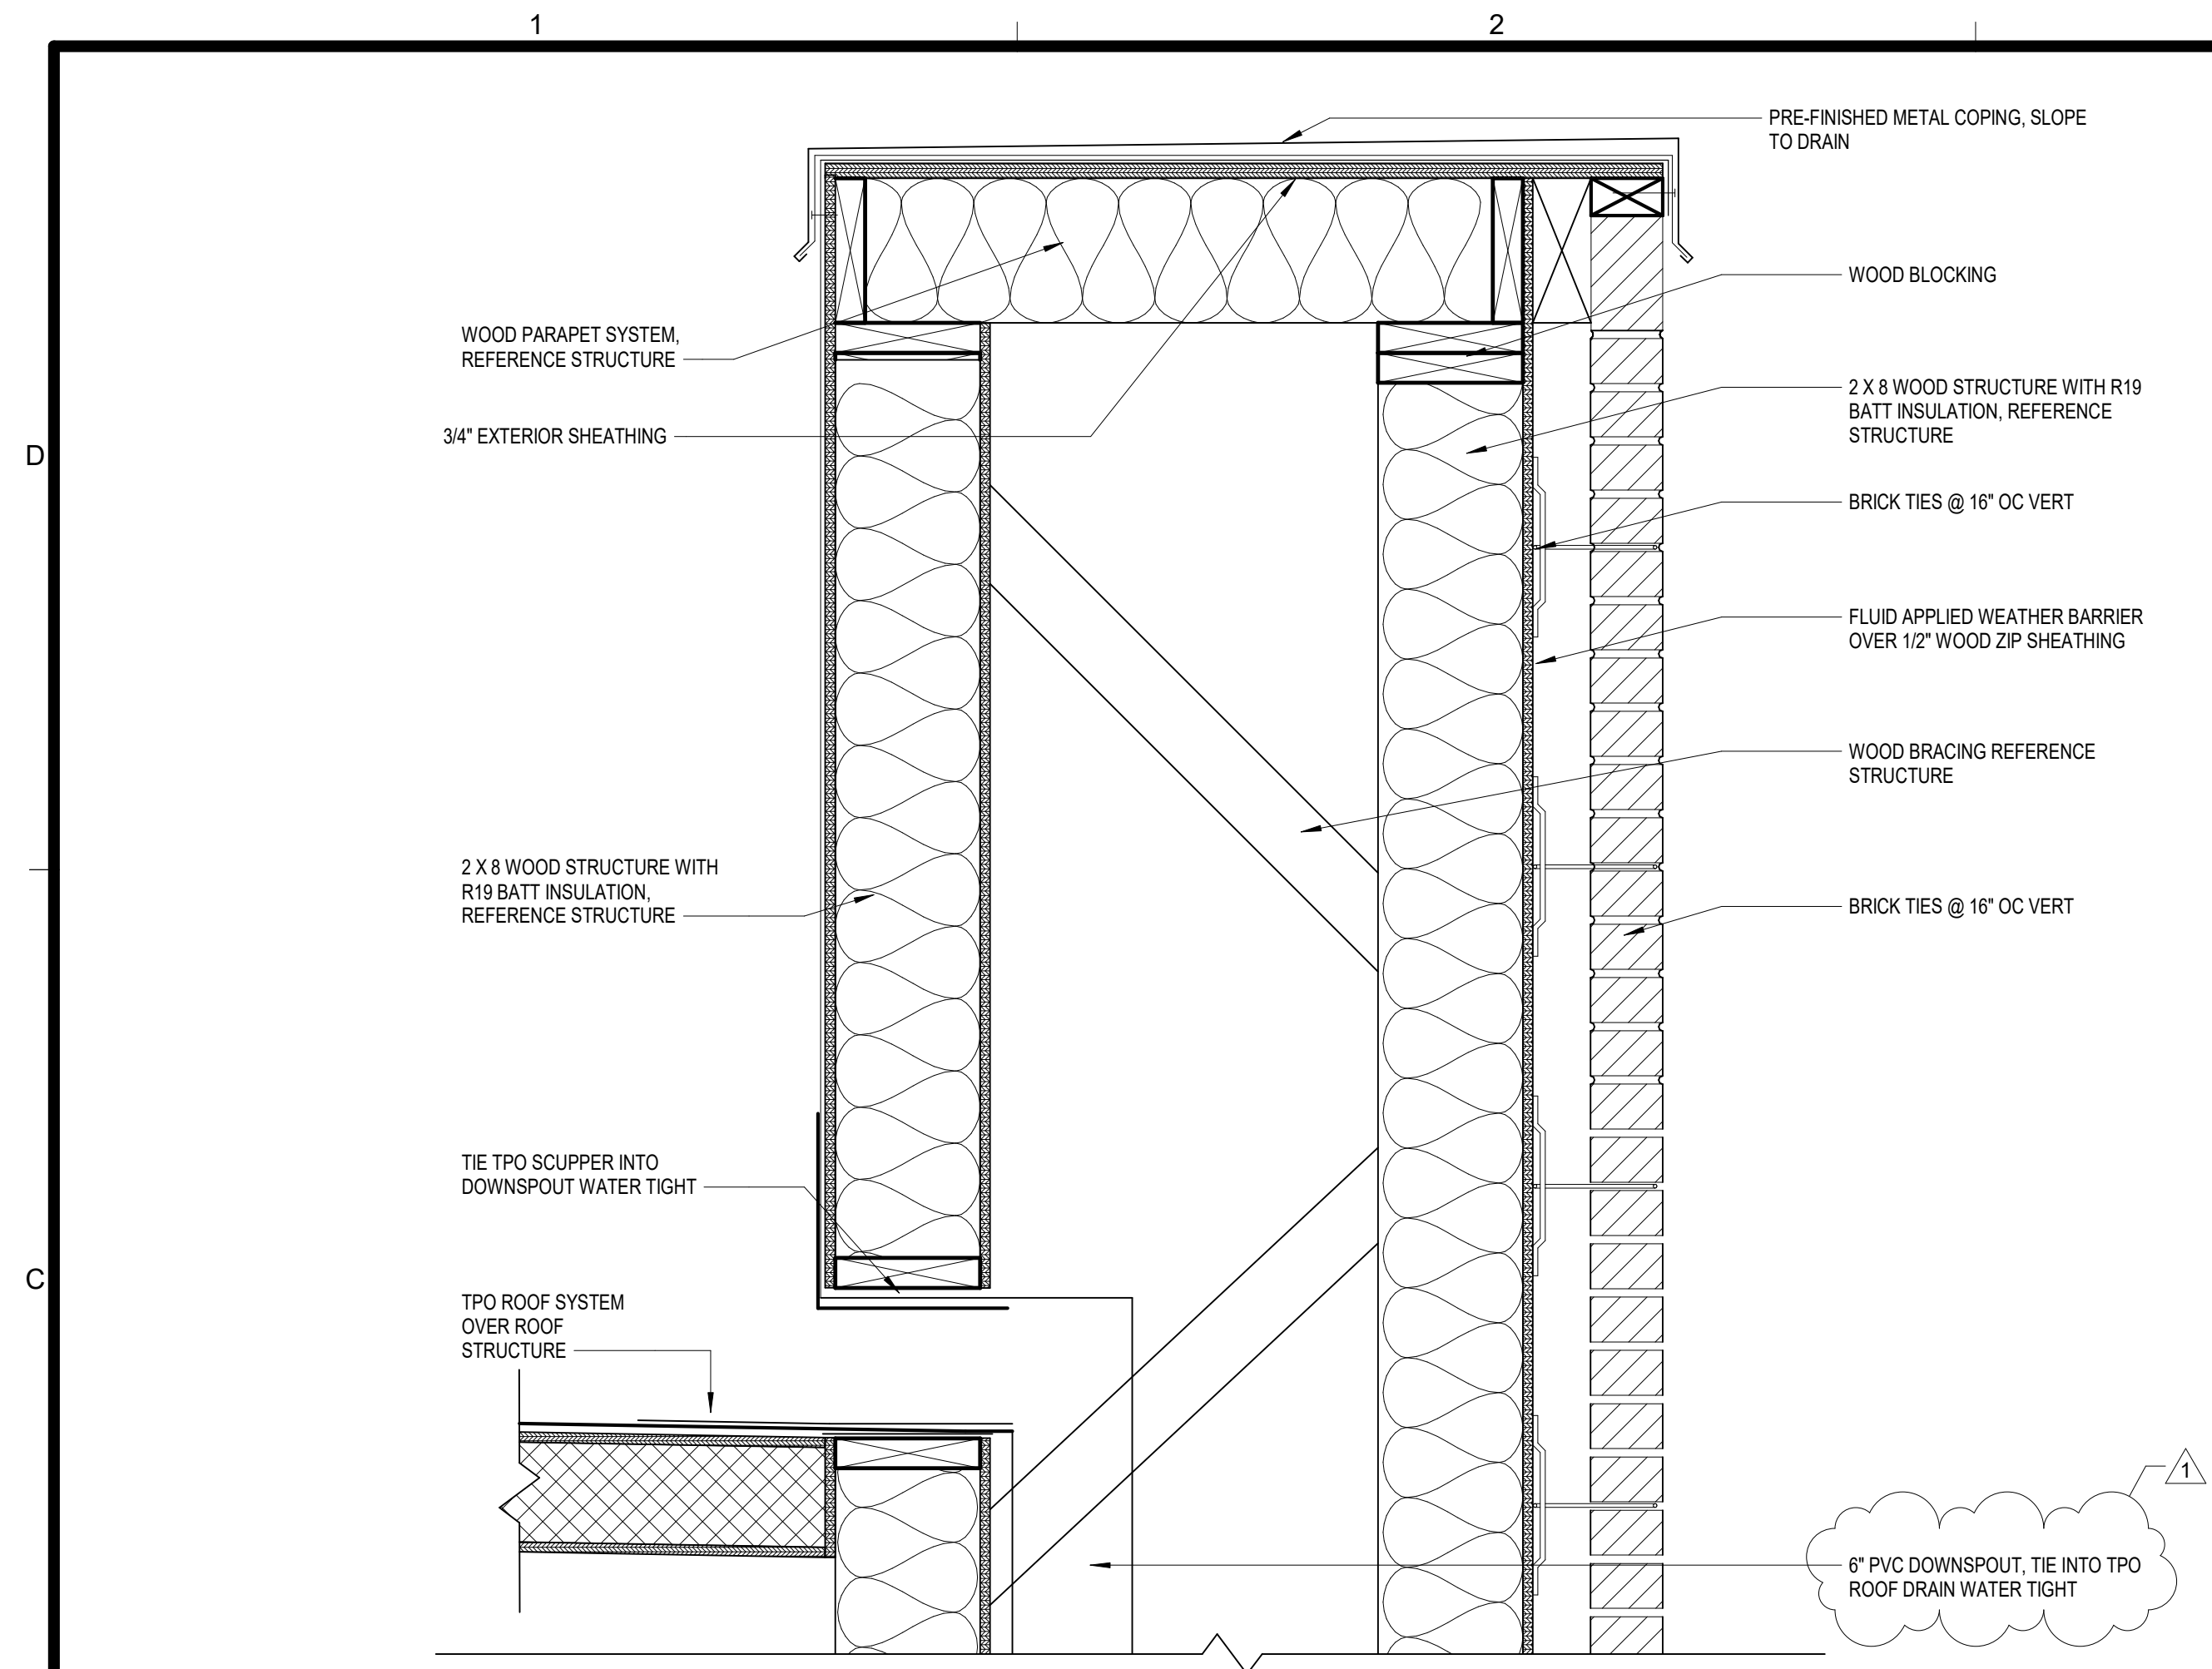 1
2
PRE-FINISHED METAL COPING, SLOPE
TO DRAIN
WOOD BLOCKING
WOOD PARAPET SYSTEM,
REFERENCE STRUCTURE
2 X 8 WOOD STRUCTURE WITH R19
BATT INSULATION, REFERENCE
STRUCTURE
3/4" EXTERIOR SHEATHING
D
BRICK TIES @ 16" OC VERT
FLUID APPLIED WEATHER BARRIER
OVER 1/2" WOOD ZIP SHEATHING
WOOD BRACING REFERENCE
STRUCTURE
2 X 8 WOOD STRUCTURE WITH
R19 BATT INSULATION,
REFERENCE STRUCTURE
BRICK TIES @ 16" OC VERT
TIE TPO SCUPPER INTO
DOWNSPOUT WATER TIGHT
C
TPO ROOF SYSTEM
OVER ROOF
STRUCTURE
1
6" PVC DOWNSPOUT, TIE INTO TPO
ROOF DRAIN WATER TIGHT